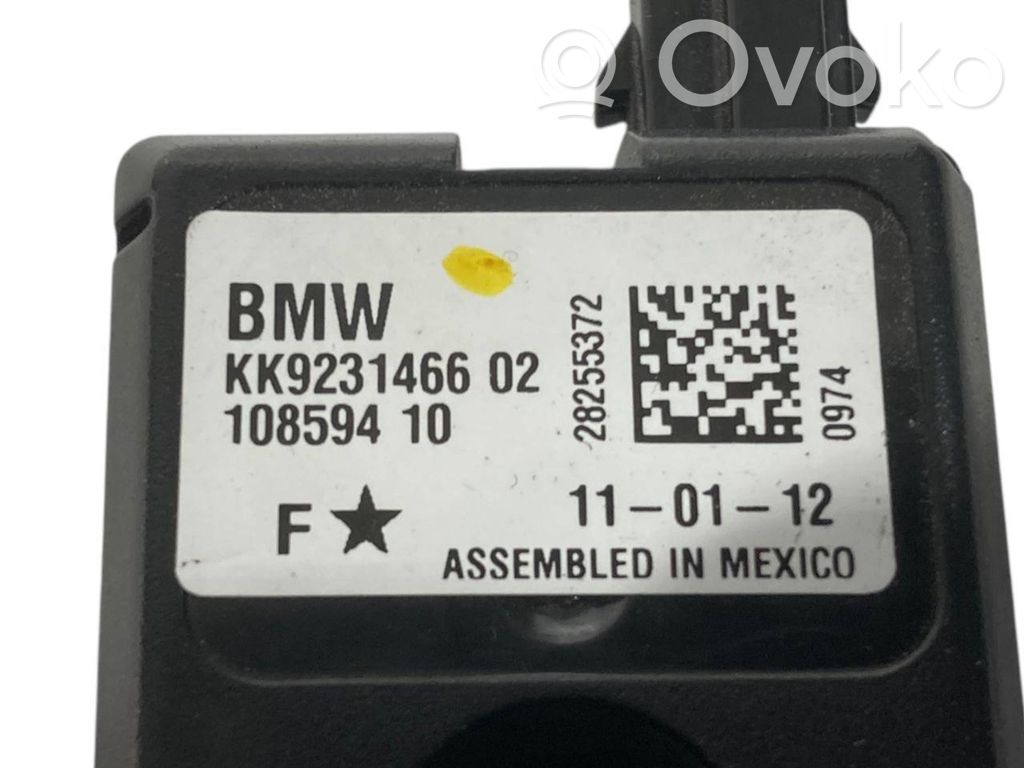 Ovoko
BMW
KK9231466 02
108594 10
28255372
0974
F★
11-01-12
ASSEMBLED IN MEXICO